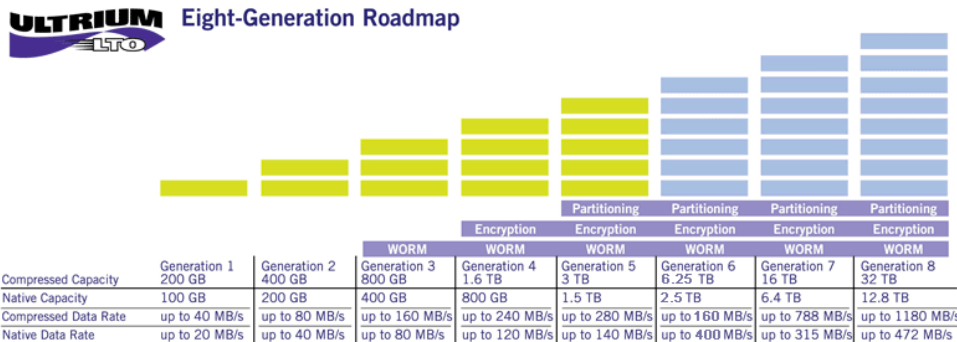 ULTRIUM LTO
Eight-Generation Roadmap
Partitioning Partitioning Partitioning Partitioning
Encryption Encryption Encryption Encryption Encryption
WORM WORM WORM WORM WORM WORM
Generation 1 Generation 2 Generation 3 Generation 4 Generation 5 Generation 6 Generation 7 Generation 8
Compressed Capacity 200 GB 400 GB 800 GB 1.6 TB 3 TB 6.25 TB 16 TB 32 TB
Native Capacity 100 GB 200 GB 400 GB 800 GB 1.5 TB 2.5 TB 6.4 TB 12.8 TB
Compressed Data Rate up to 40 MB/s up to 80 MB/s up to 160 MB/s up to 240 MB/s up to 280 MB/s up to 160 MB/s up to 788 MB/s up to 1180 MB/s
Native Data Rate up to 20 MB/s up to 40 MB/s up to 80 MB/s up to 120 MB/s up to 140 MB/s up to 400 MB/s up to 315 MB/s up to 472 MB/s